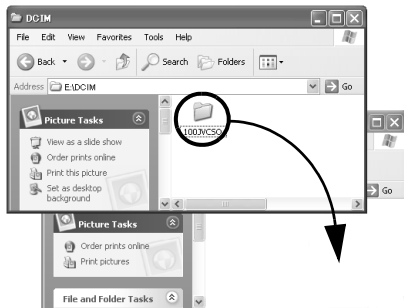 DCIM
File Edit View Favorites Tools Help
Back Search Folders
Address E:\DCIM Go
Picture Tasks
View as a slide show
Order prints online
Print this picture
Set as desktop
background
100JVCSO
Go
Picture Tasks
Order prints online
Print pictures
File and Folder Tasks